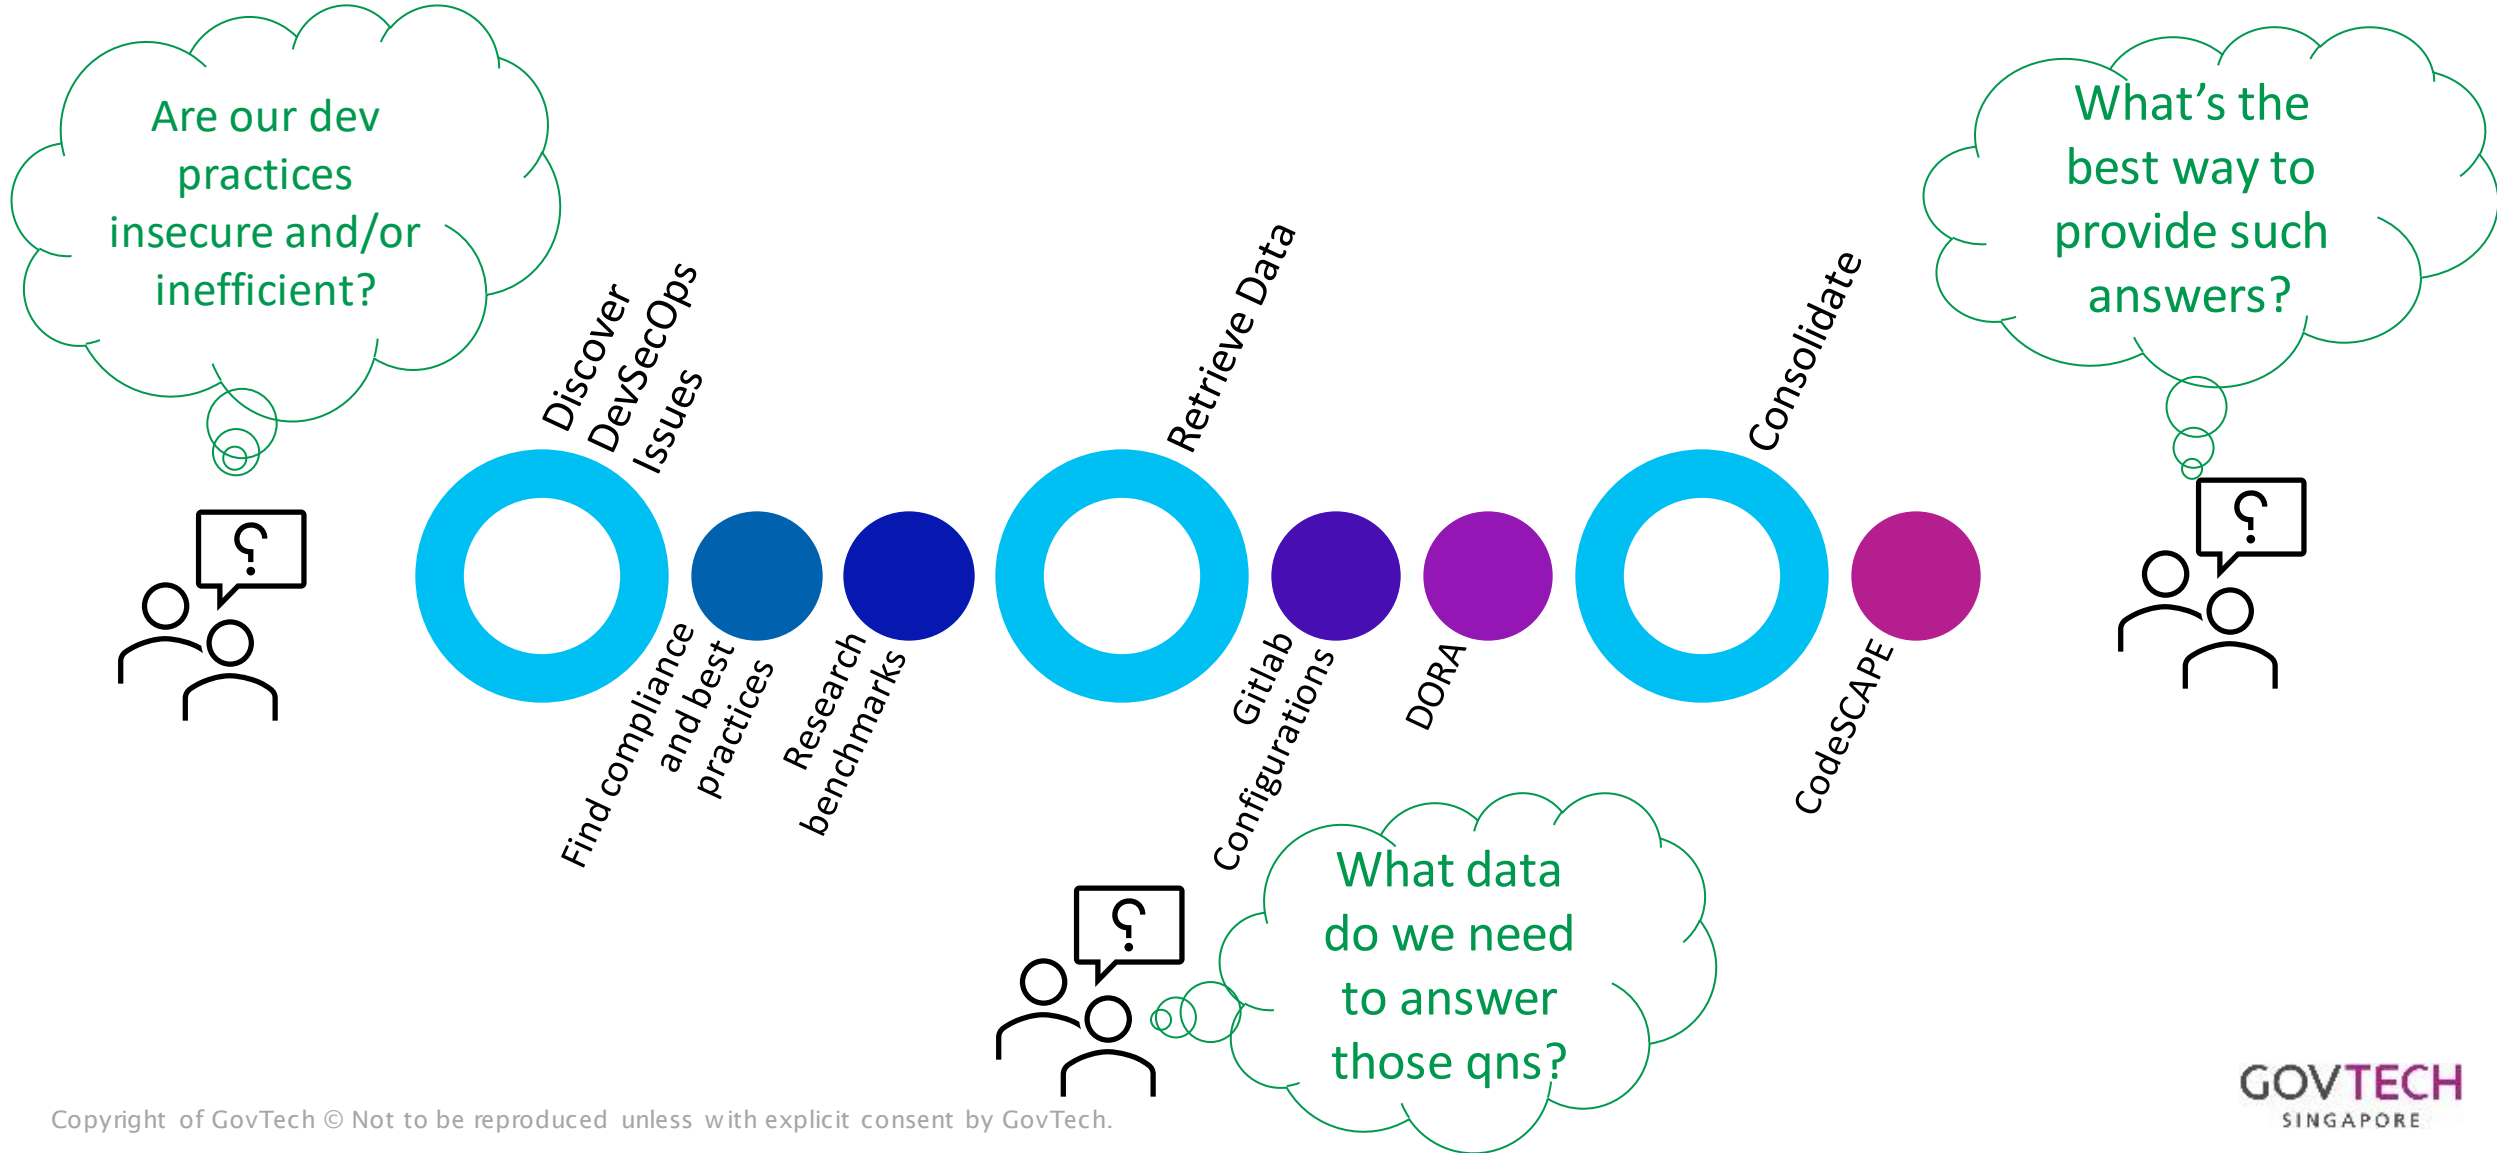 Are our dev
practices
insecure and/or
inefficient?
What's the
best way to
provide such
answers?
Discover
DevSecOps
Issues
Retrieve Data
Consolidate
?
?
Find compliance
and best
practices
Research
benchmarks
Gitlab
Configurations
DORA
CodeSCAPE
What data
do we need
to answer
those qns?
?
GOVTECH
SINGAPORE
Copyright of GovTech © Not to be reproduced unless with explicit consent by GovTech.